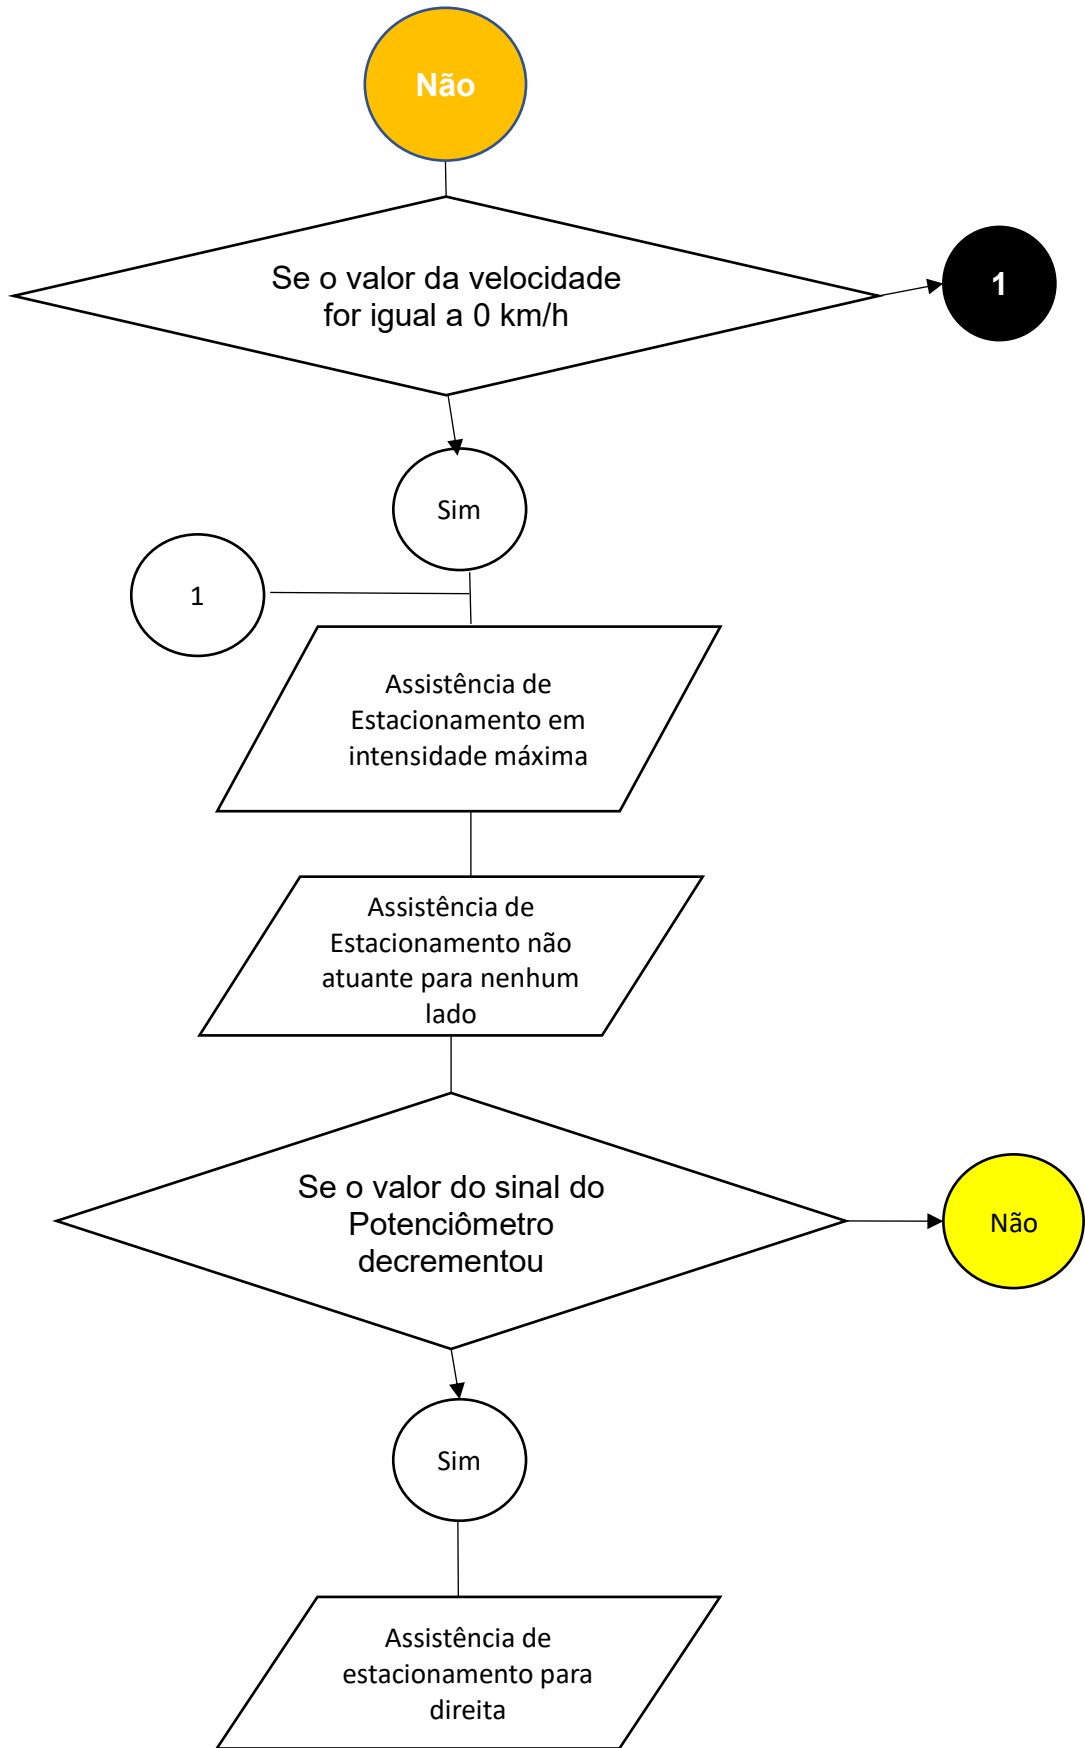 Não
Se o valor da velocidade
for igual a 0 km/h
1
Sim
1
Assistência de
Estacionamento em
intensidade máxima
Assistência de
Estacionamento não
atuante para nenhum
lado
Se o valor do sinal do
Potenciômetro
decrementou
Não
Sim
Assistência de
estacionamento para
direita